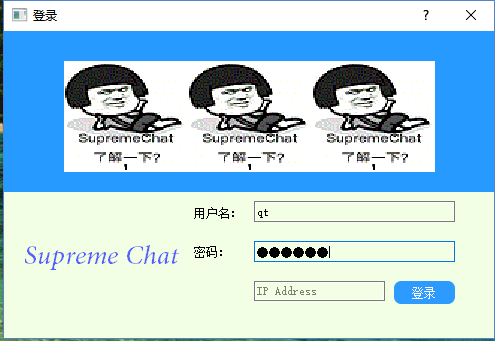 登录
SupremeChat SupremeChat SupremeChat
了解一下? 了解一下? 了解一下?
用户名: qt
Supreme Chat
密码: ●●●●●●
IP Address 登录